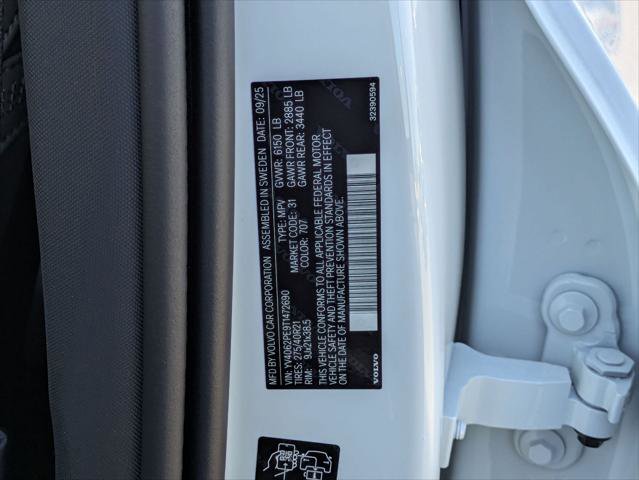 MFD BY VOLVO CAR CORPORATION ASSEMBLED IN SWEDEN DATE: 09/25
VIN: YV4062PE9T1472690 TYPE: MPV GVWR: 6150 LB
TIRES: 275/40R21 MARKET CODE: 31 GAWR FRONT: 2885 LB
RIM: 9Jx21x38.5 COLOR: 707 GAWR REAR: 3440 LB
THIS VEHICLE CONFORMS TO ALL APPLICABLE FEDERAL MOTOR
VEHICLE SAFETY AND THEFT PREVENTION STANDARDS IN EFFECT
ON THE DATE OF MANUFACTURE SHOWN ABOVE.
VOLVO 32390594